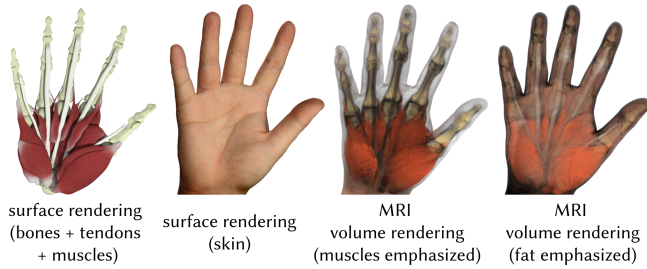 surface rendering
(bones + tendons
+ muscles)
surface rendering
(skin)
MRI
volume rendering
(muscles emphasized)
MRI
volume rendering
(fat emphasized)